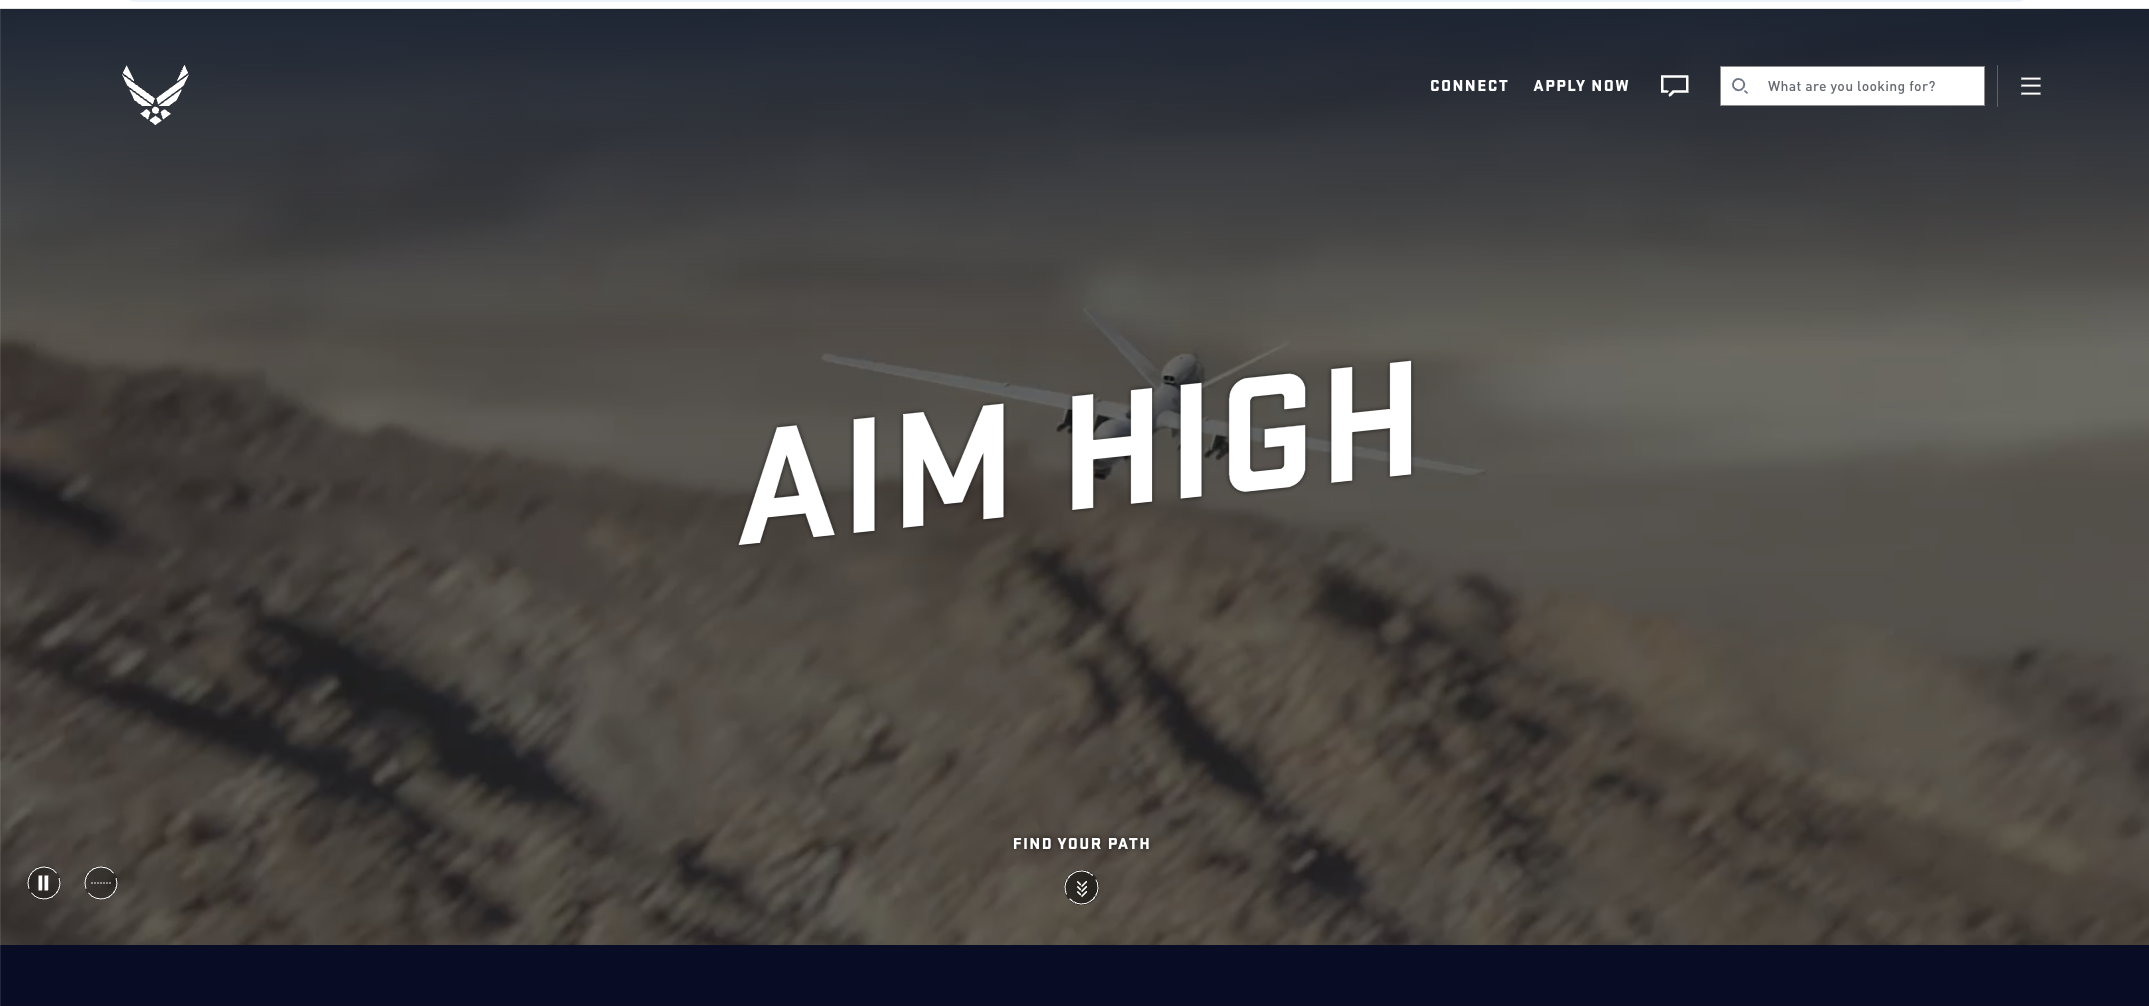 CONNECT APPLY NOW What are you looking for?
AIM HIGH
FIND YOUR PATH